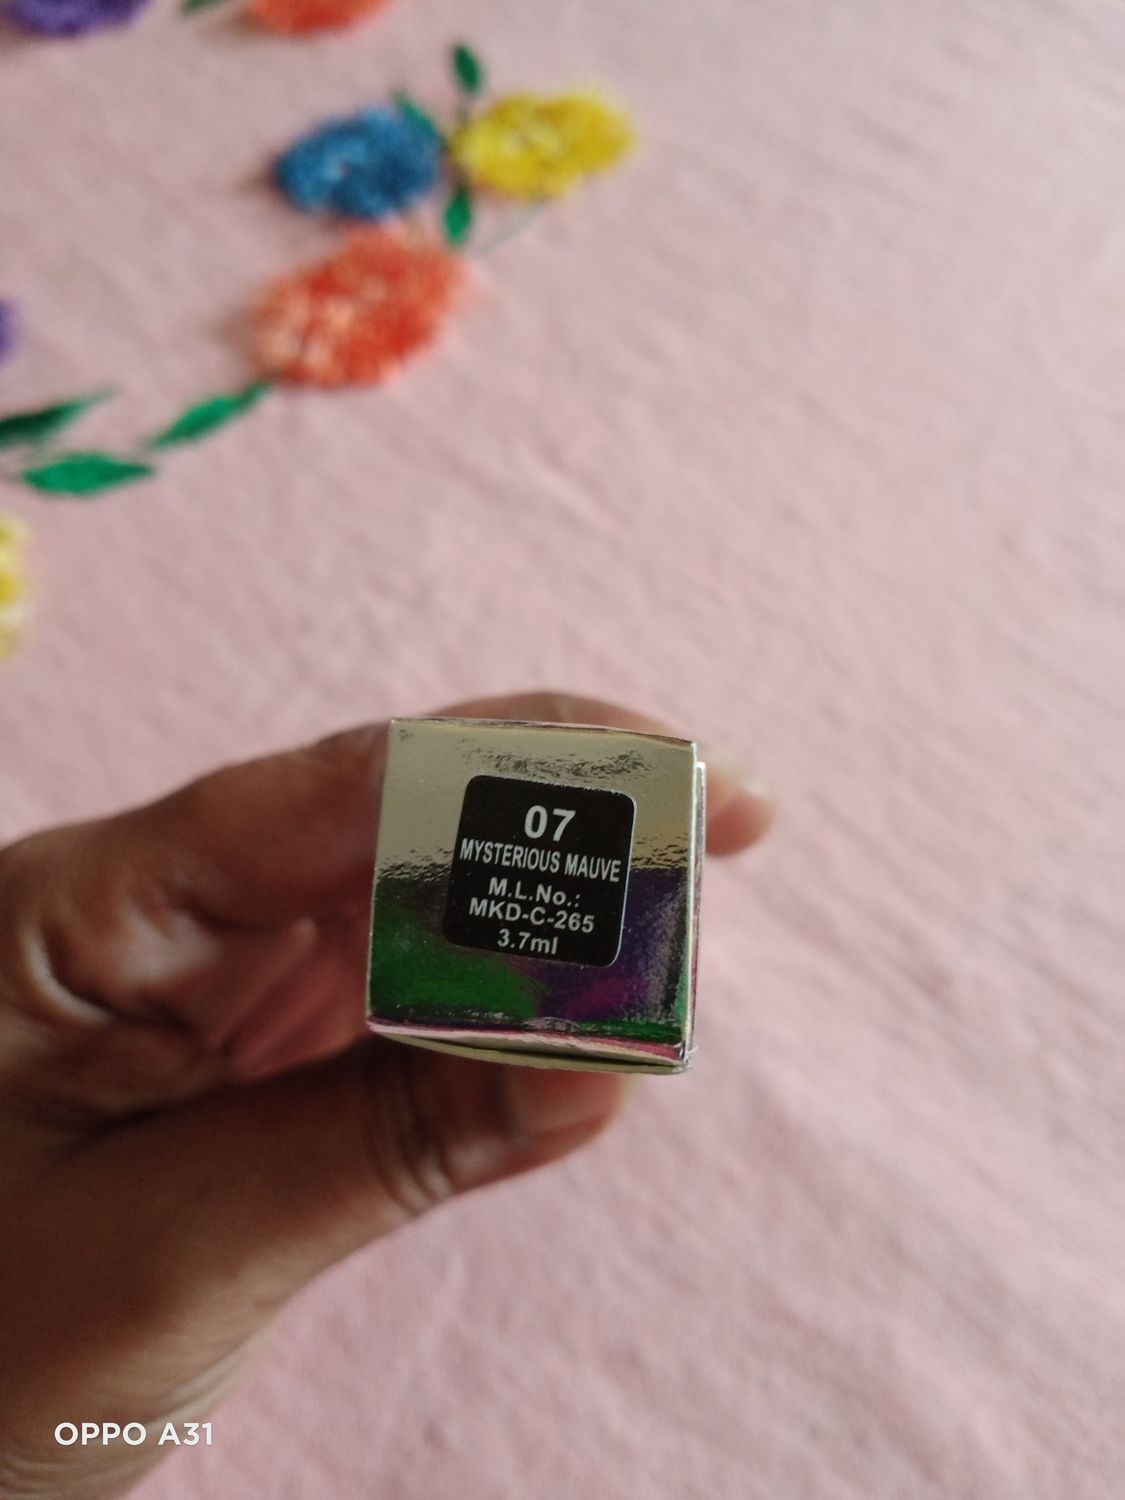 07
MYSTERIOUS MAUVE
M.L.No.:
MKD-C-265
3.7ml
OPPO A31